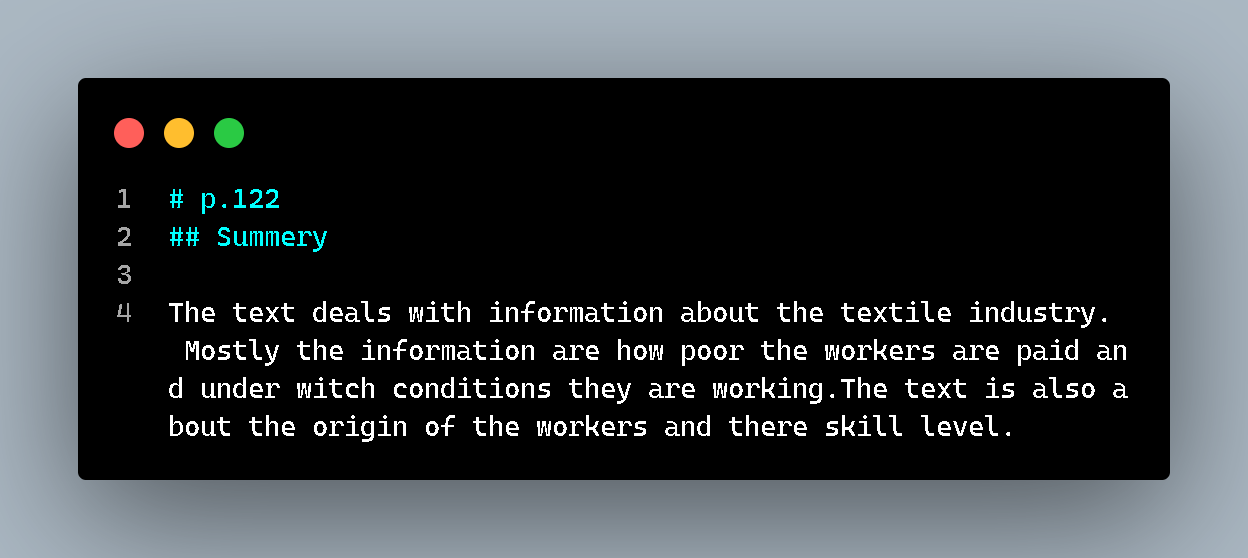 1 # p.122
2 ## Summery
3
4 The text deals with information about the textile industry.
Mostly the information are how poor the workers are paid an
d under witch conditions they are working.The text is also a
bout the origin of the workers and there skill level.